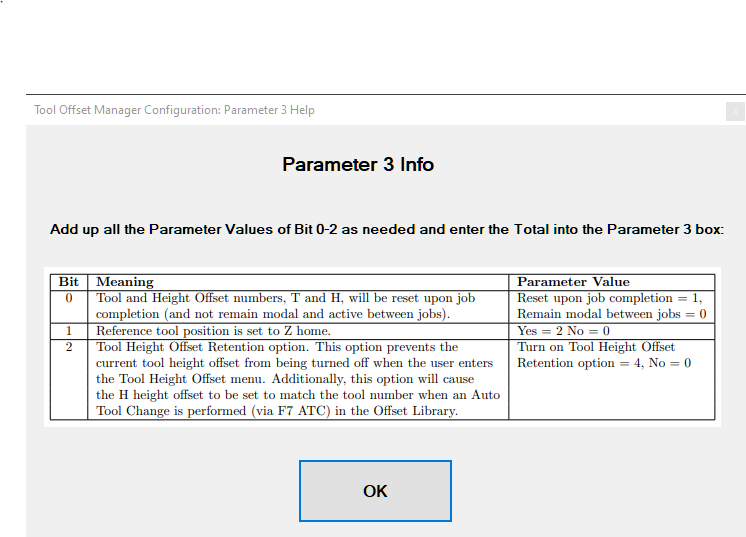 Tool Offset Manager Configuration: Parameter 3 Help
x
Parameter 3 Info
Add up all the Parameter Values of Bit 0-2 as needed and enter the Total into the Parameter 3 box:
Bit Meaning Parameter Value
0 Tool and Height Offset numbers, T and H, will be reset upon job Reset upon job completion = 1,
completion (and not remain modal and active between jobs). Remain modal between jobs = 0
1 Reference tool position is set to Z home. Yes = 2 No = 0
2 Tool Height Offset Retention option. This option prevents the Turn on Tool Height Offset
current tool height offset from being turned off when the user enters Retention option = 4, No = 0
the Tool Height Offset menu. Additionally, this option will cause
the H height offset to be set to match the tool number when an Auto
Tool Change is performed (via F7 ATC) in the Offset Library.
OK